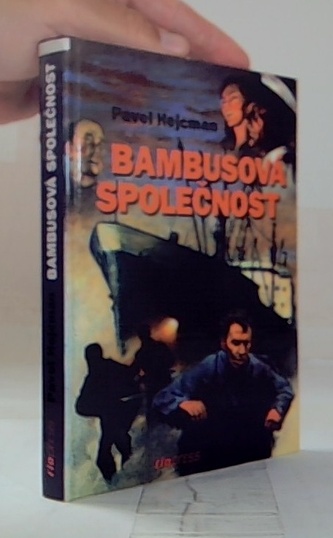 Pavel Hejcman
BAMBUSOVÁ
SPOLEČNOST
BAMBUSOVÁ SPOLEČNOST
Pavel Hejcman